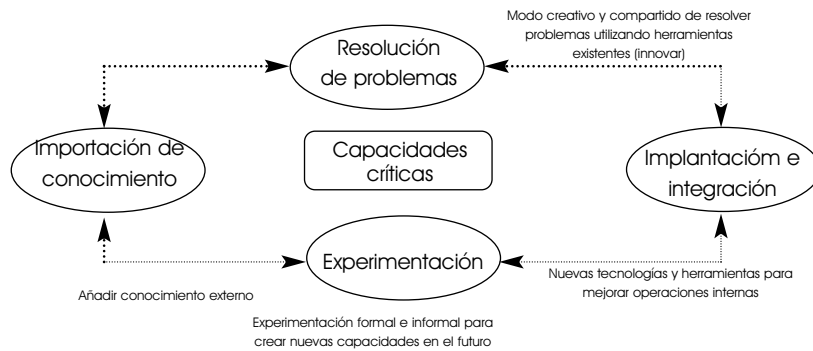 Modo creativo y compartido de resolver
problemas utilizando herramientas
existentes (innovar)
Resolución
de problemas
Importación de
conocimiento
Capacidades
críticas
Implantacióm e
integración
Experimentación
Añadir conocimiento externo
Nuevas tecnologías y herramientas para
mejorar operaciones internas
Experimentación formal e informal para
crear nuevas capacidades en el futuro